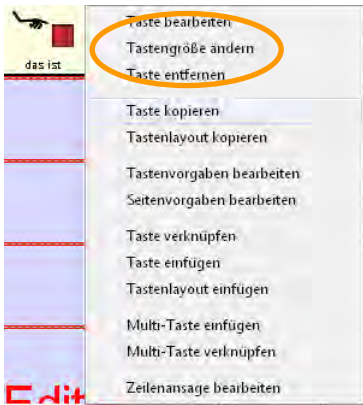 das ist
Taste bearbeiten
Tastengröße ändern
Taste entfernen
Taste kopieren
Tastenlayout kopieren
Tastenvorgaben bearbeiten
Seitenvorgaben bearbeiten
Taste verknüpfen
Taste einfügen
Tastenlayout einfügen
Multi-Taste einfügen
Multi-Taste verknüpfen
Zeilenansage bearbeiten
Edit